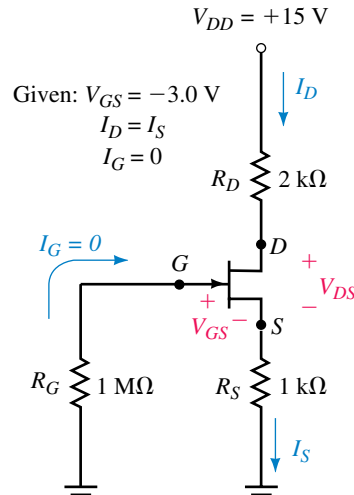 V_DD = +15 V
I_D
Given: V_GS = −3.0 V
I_D = I_S
I_G = 0
R_D 2 kΩ
I_G = 0
G
D
+
V_DS
−
+
V_GS −
S
R_G 1 MΩ
R_S 1 kΩ
I_S